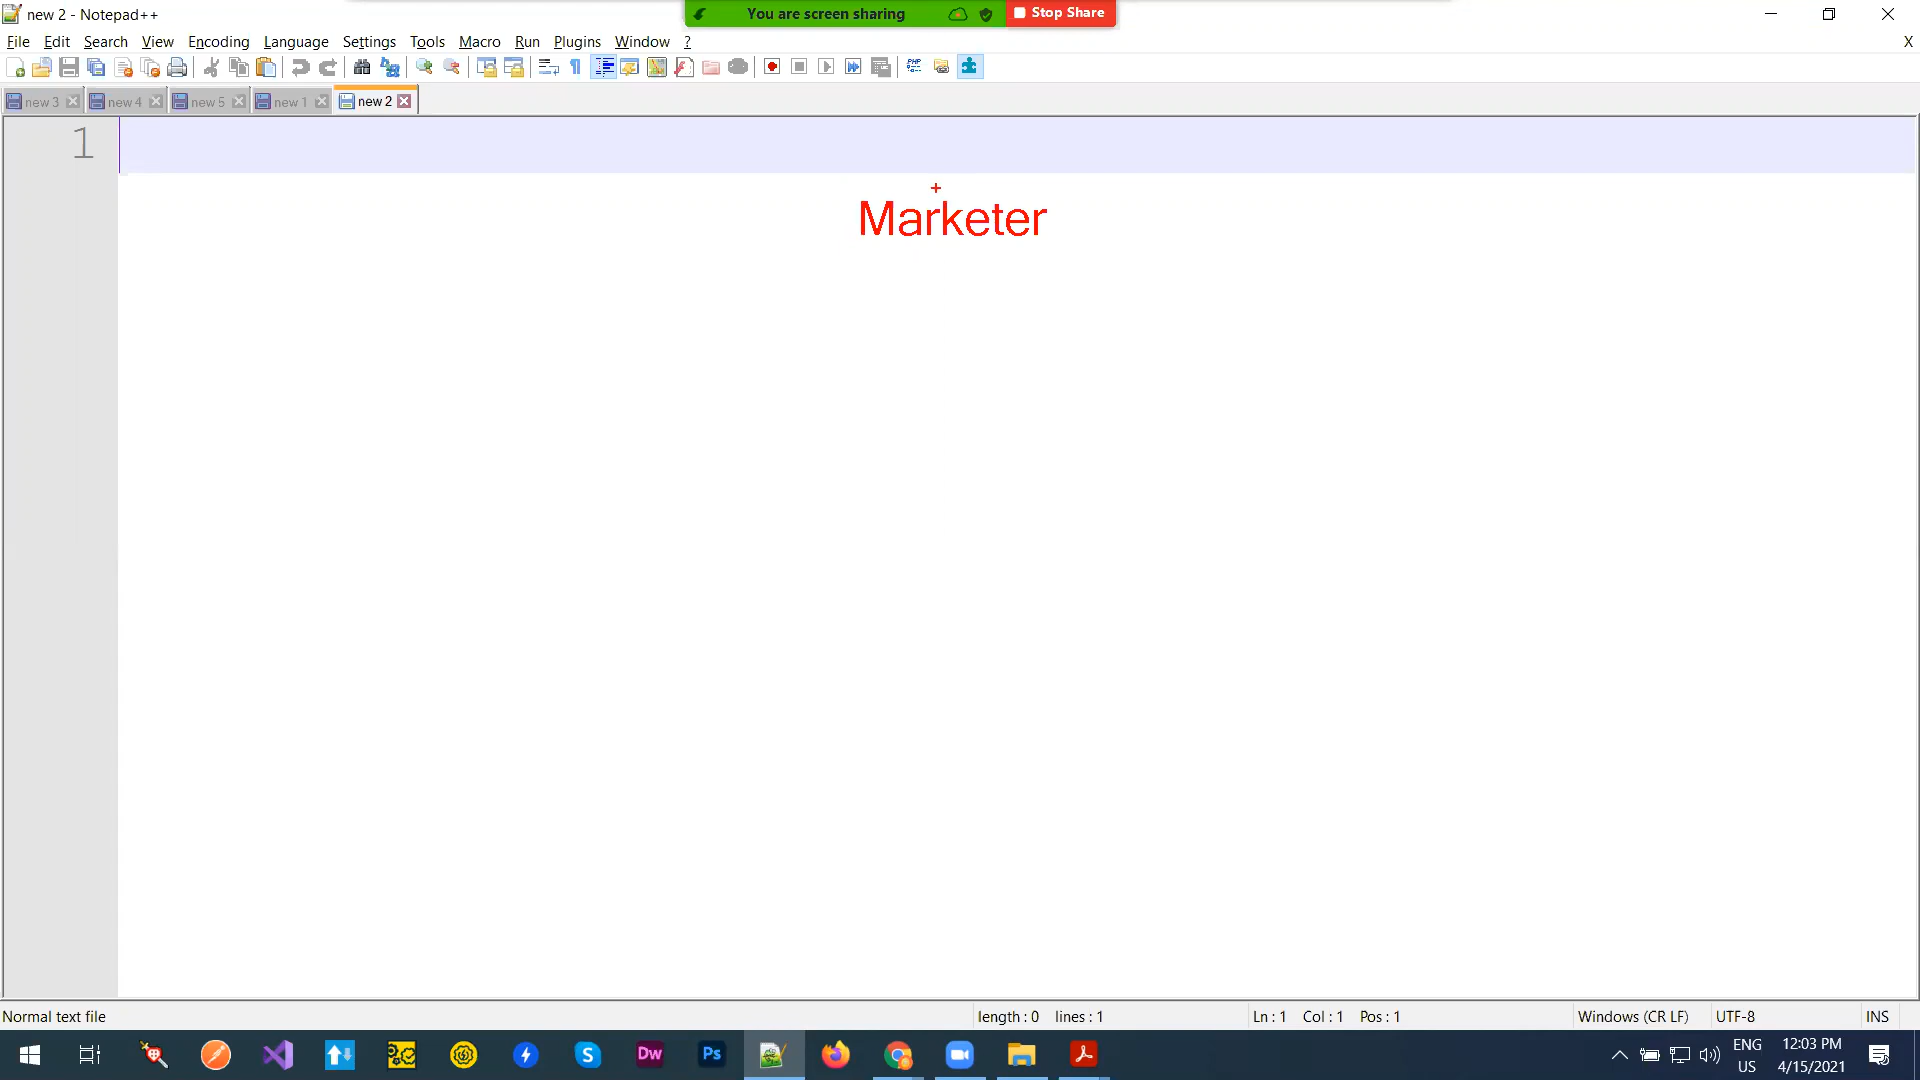 new 2 - Notepad++
You are screen sharing
Stop Share
File Edit Search View Encoding Language Settings Tools Macro Run Plugins Window ?
X
new 3 new 4 new 5 new 1 new 2
1
Marketer
Normal text file length : 0 lines : 1 Ln : 1 Col : 1 Pos : 1 Windows (CR LF) UTF-8 INS
Dw Ps
ENG
US
12:03 PM
4/15/2021